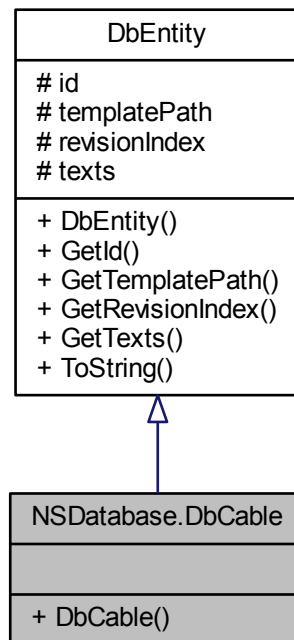 DbEntity
# id
# templatePath
# revisionIndex
# texts
+ DbEntity()
+ GetId()
+ GetTemplatePath()
+ GetRevisionIndex()
+ GetTexts()
+ ToString()
NSDatabase.DbCable
+ DbCable()